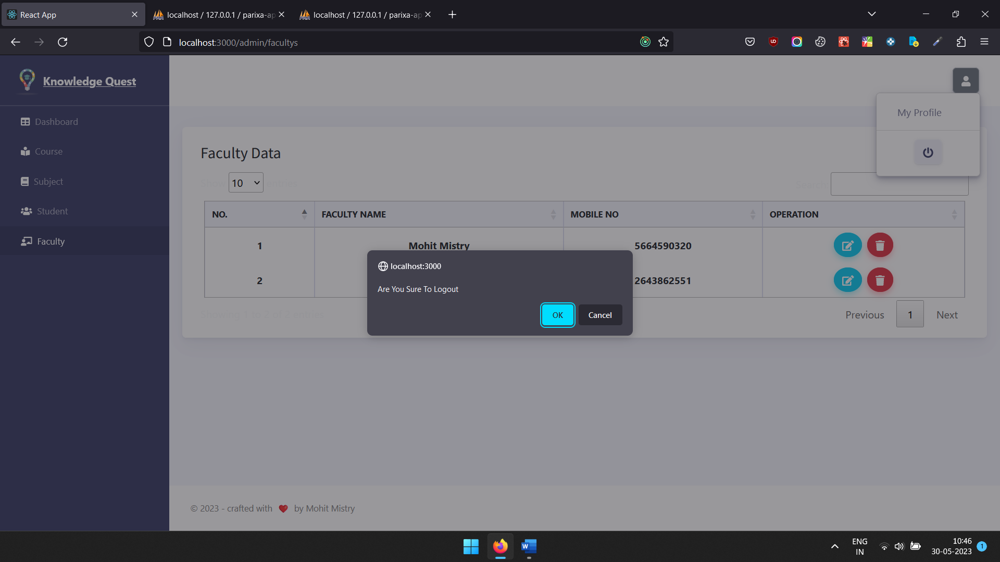 React App
localhost / 127.0.0.1 / parixa-ap
localhost / 127.0.0.1 / parixa-ap
localhost:3000/admin/facultys
Knowledge Quest
My Profile
Dashboard
Course
Subject
Student
Faculty
Faculty Data
Show 10 entries
Search
NO. FACULTY NAME MOBILE NO OPERATION
1 Mohit Mistry 5664590320
2 2643862551
localhost:3000
Are You Sure To Logout
OK Cancel
Showing 1 to 2 of 2 entries
Previous 1 Next
© 2023 - crafted with ❤ by Mohit Mistry
ENG
IN
10:46
30-05-2023
1